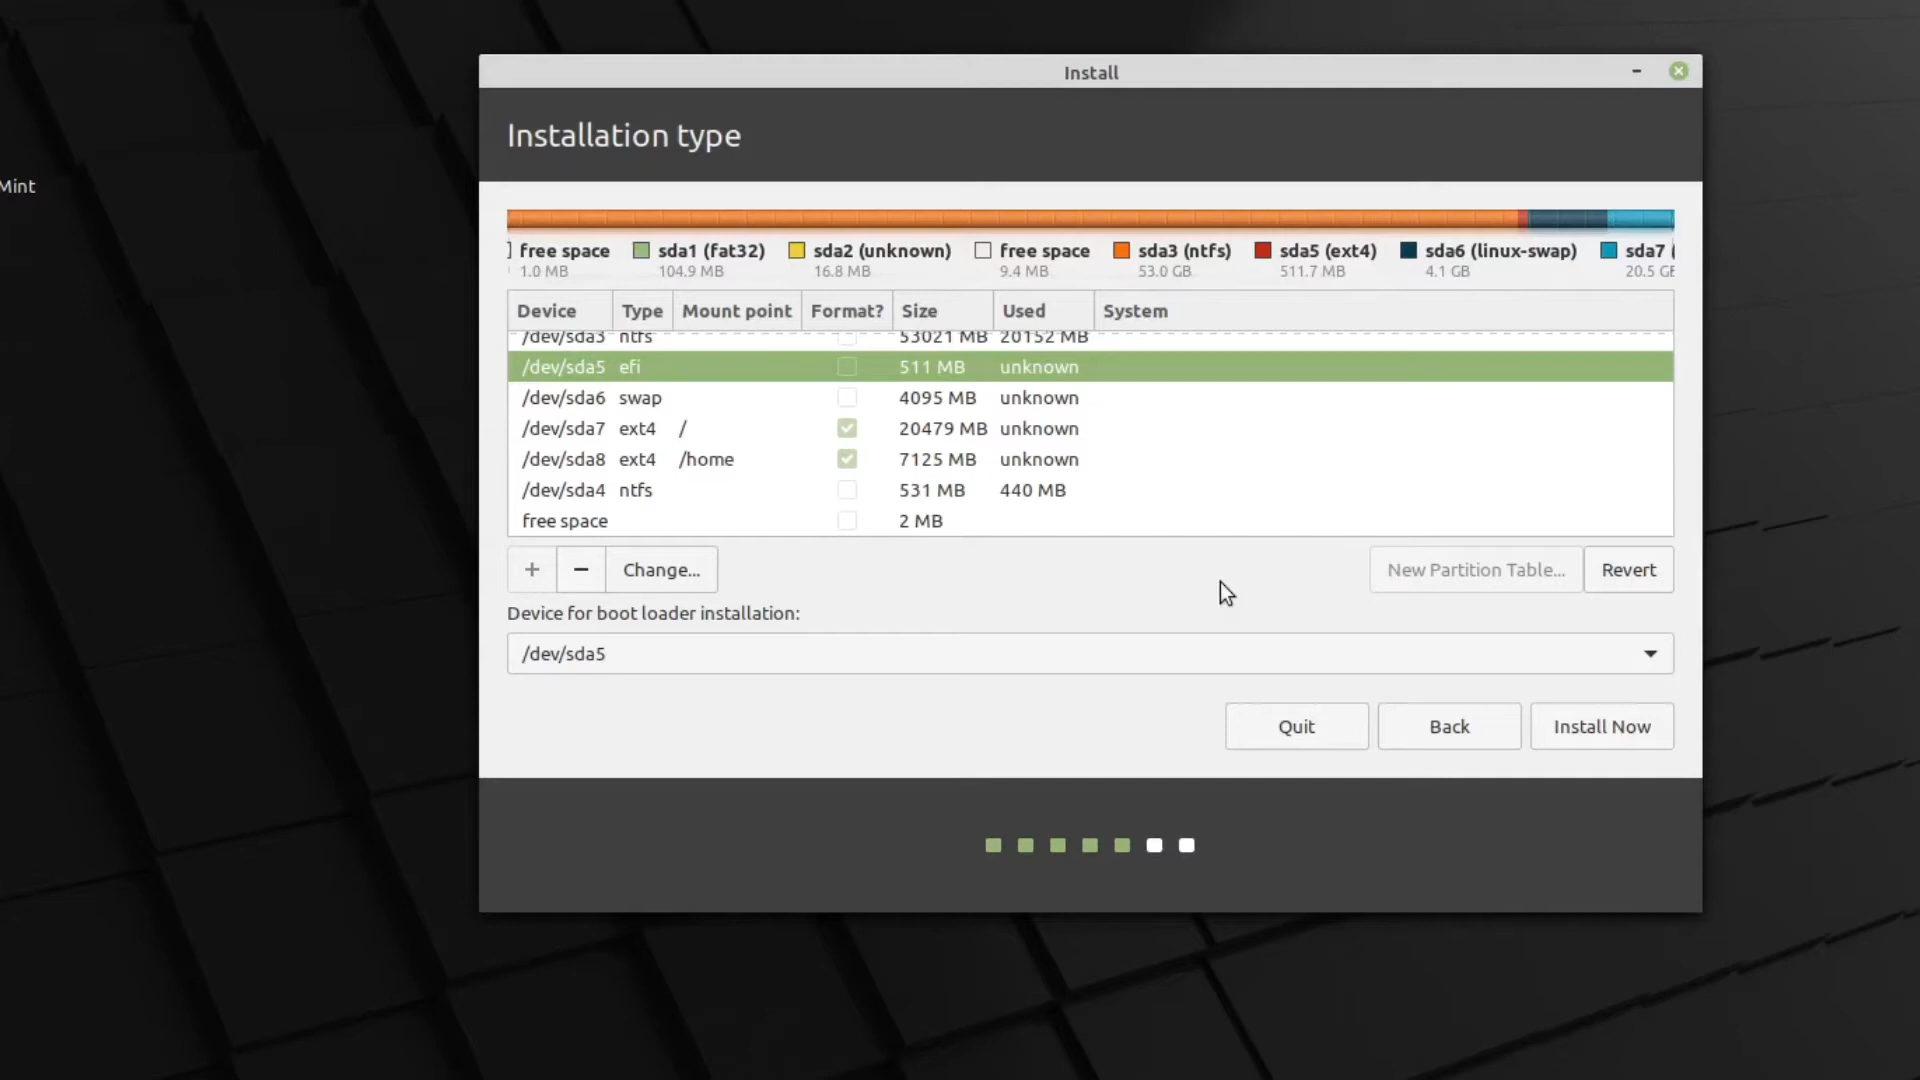 Install
Installation type
Mint
free space sda1 (fat32) sda2 (unknown) free space sda3 (ntfs) sda5 (ext4) sda6 (linux-swap) sda7 (
1.0 MB 104.9 MB 16.8 MB 9.4 MB 53.0 GB 511.7 MB 4.1 GB 20.5 GB
Device Type Mount point Format? Size Used System
/dev/sda3 ntfs 53021 MB 20152 MB
/dev/sda5 efi 511 MB unknown
/dev/sda6 swap 4095 MB unknown
/dev/sda7 ext4 / 20479 MB unknown
/dev/sda8 ext4 /home 7125 MB unknown
/dev/sda4 ntfs 531 MB 440 MB
free space 2 MB
+ − Change... New Partition Table... Revert
Device for boot loader installation:
/dev/sda5
Quit Back Install Now